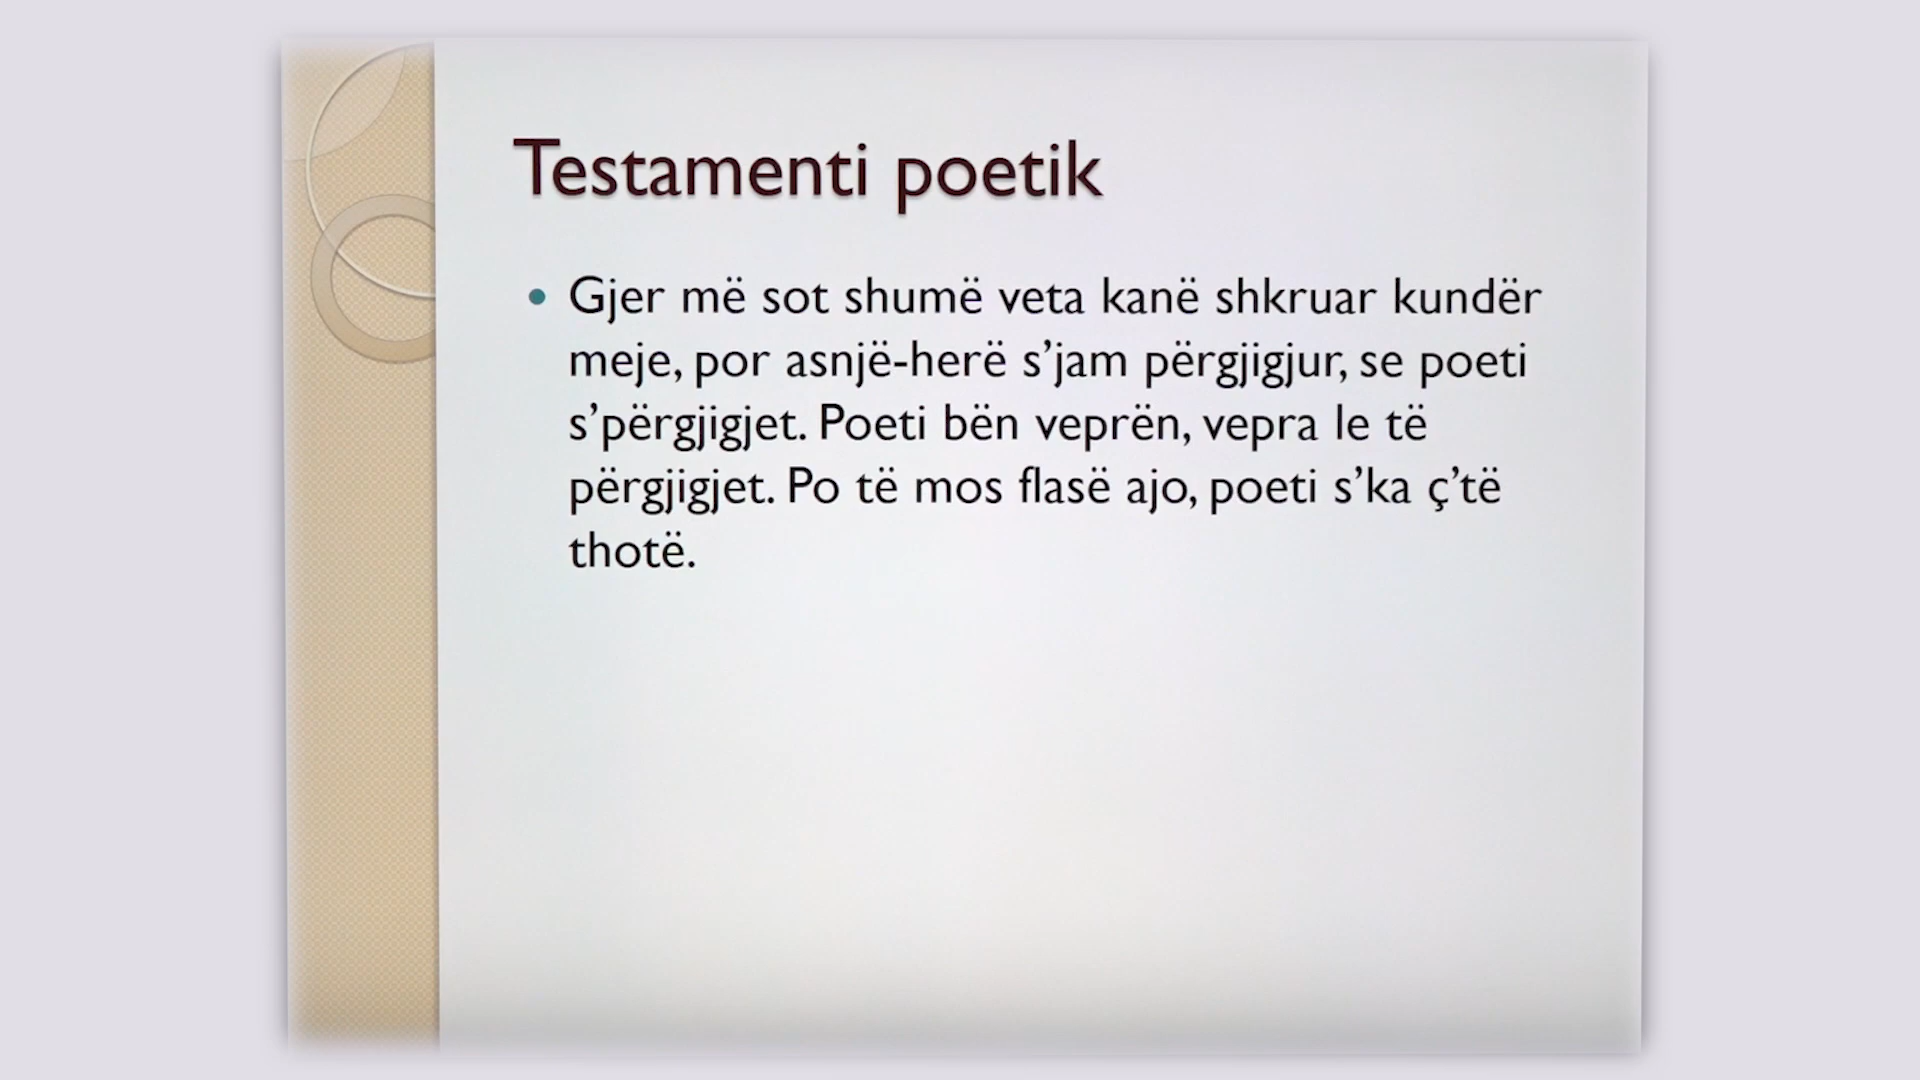 Testamenti poetik
• Gjer më sot shumë veta kanë shkruar kundër
meje, por asnjë-herë s’jam përgjigjur, se poeti
s’përgjigjet. Poeti bën veprën, vepra le të
përgjigjet. Po të mos flasë ajo, poeti s’ka ç’të
thotë.